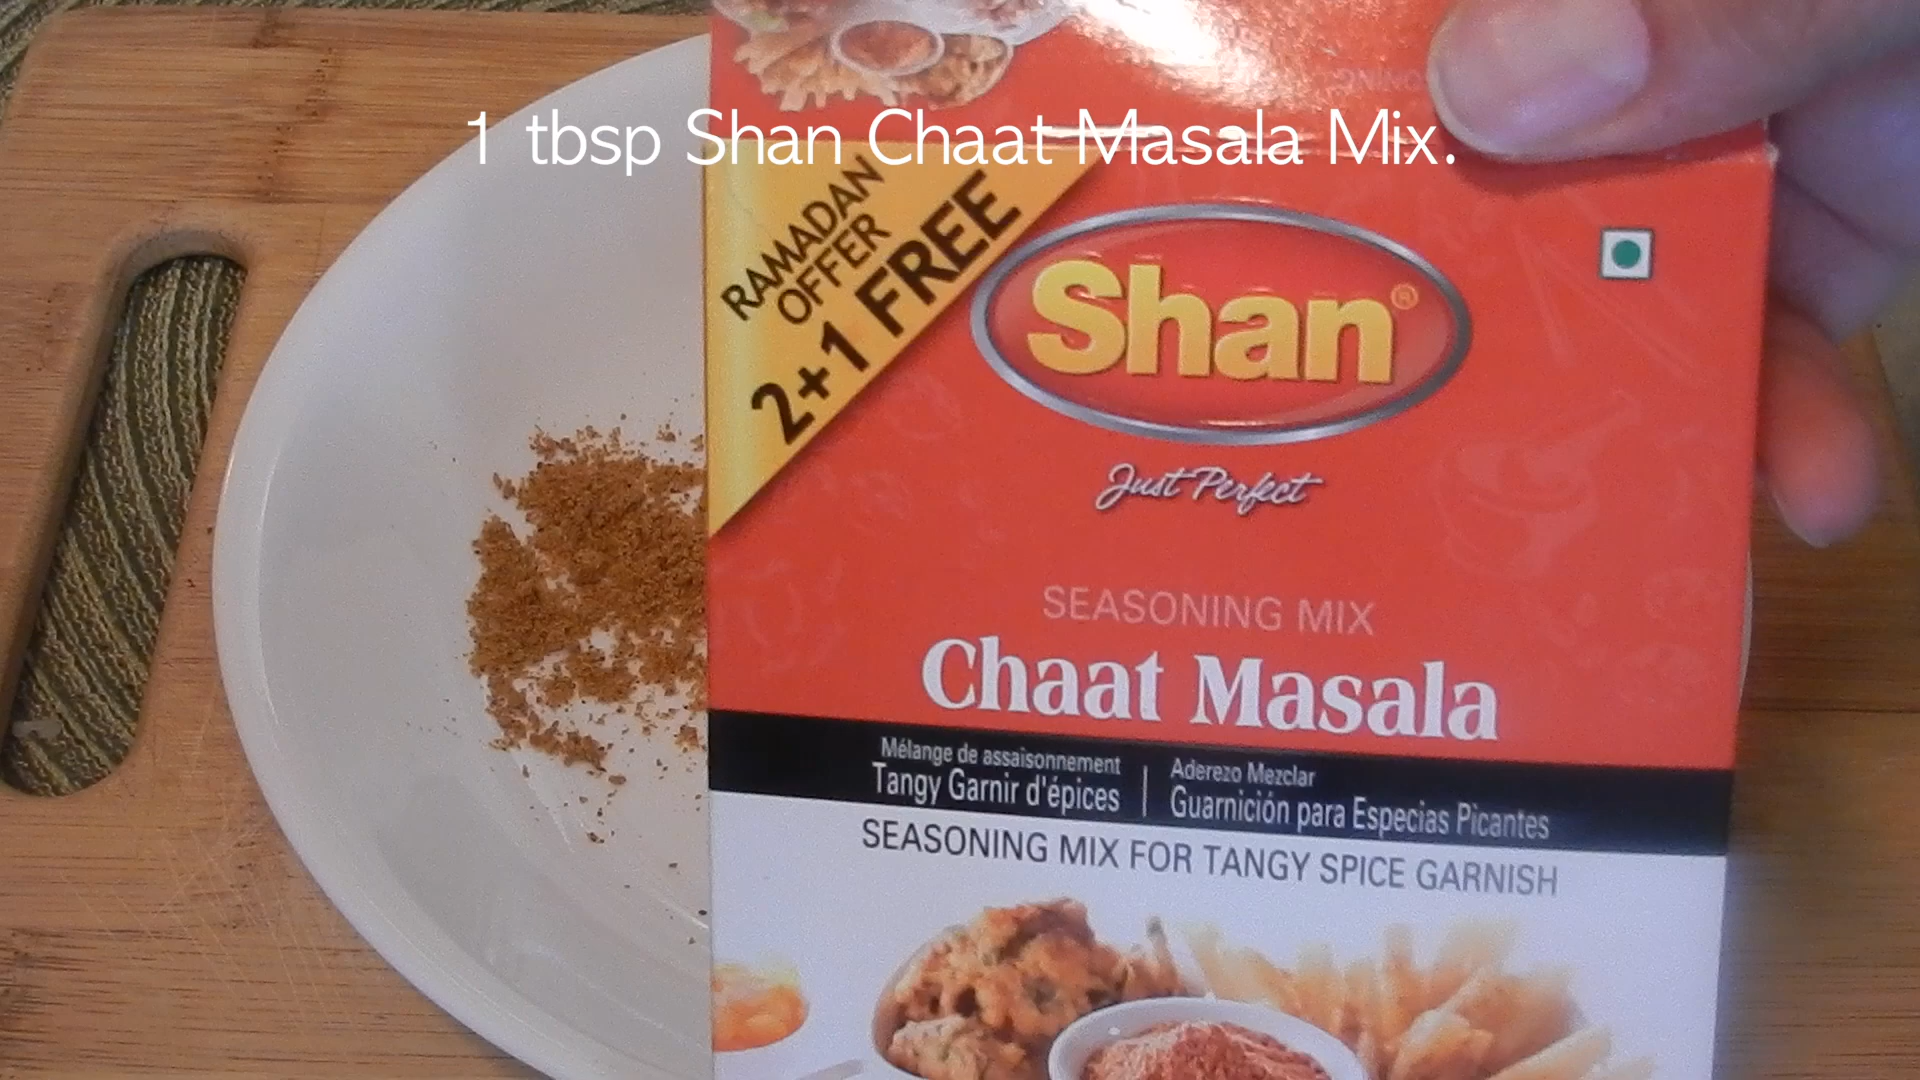 1 tbsp Shan Chaat Masala Mix.
RAMADAN
OFFER
2+1 FREE
Shan®
Just Perfect
SEASONING MIX
Chaat Masala
Mélange de assaisonnement
Tangy Garnir d'épices
Aderezo Mezclar
Guarnición para Especias Picantes
SEASONING MIX FOR TANGY SPICE GARNISH